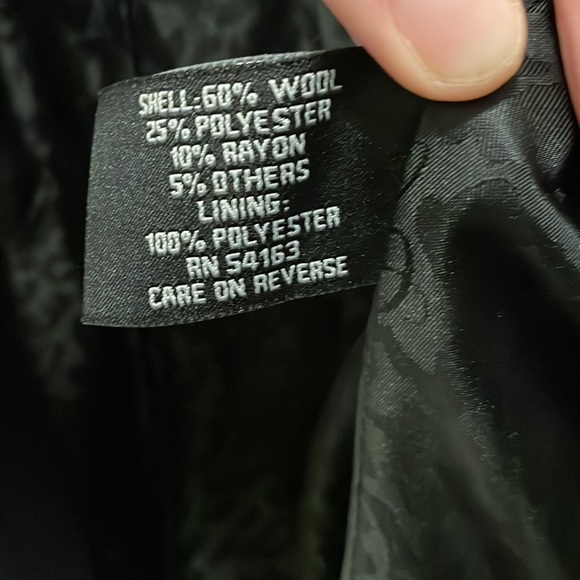 SHELL:60% WOOL
25% POLYESTER
10% RAYON
5% OTHERS
LINING:
100% POLYESTER
RN 54163
CARE ON REVERSE